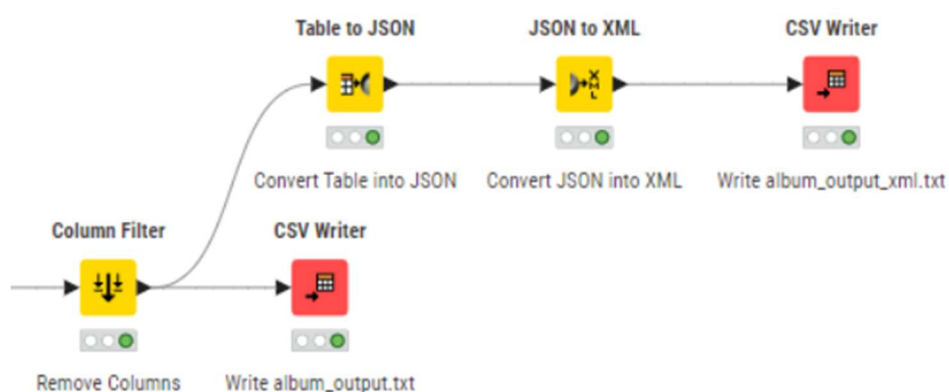 Table to JSON
JSON to XML
CSV Writer
XML
Convert Table into JSON
Convert JSON into XML
Write album_output_xml.txt
Column Filter
CSV Writer
Remove Columns
Write album_output.txt